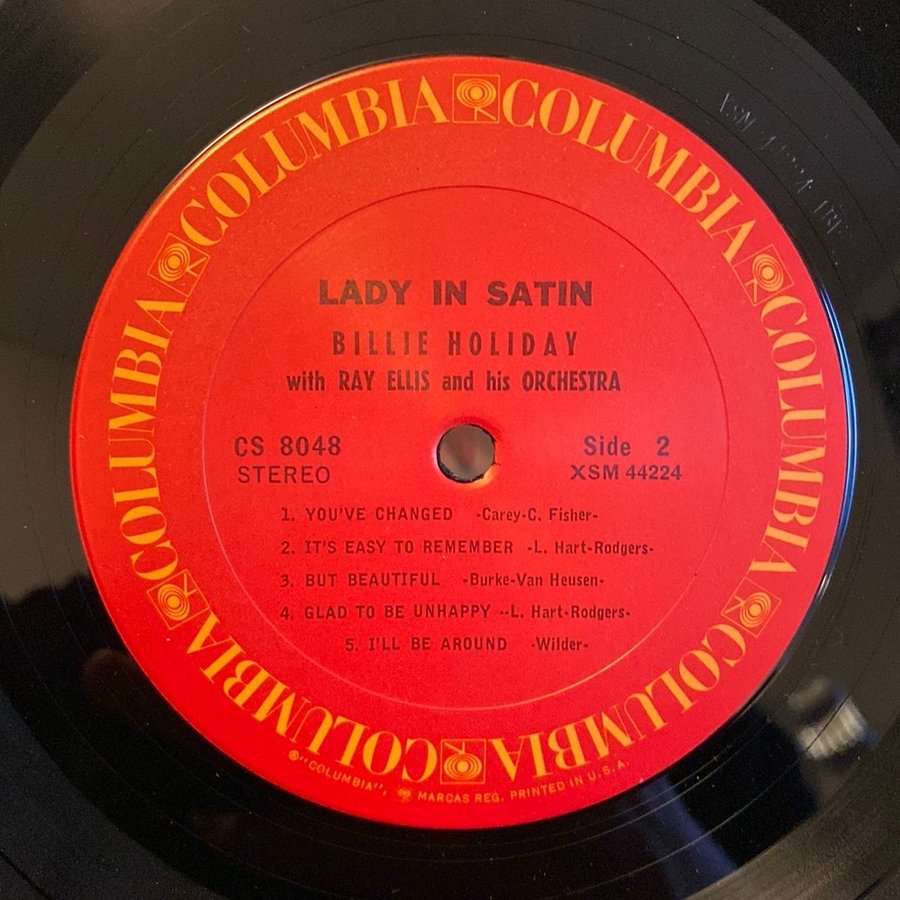 COLUMBIA COLUMBIA COLUMBIA COLUMBIA COLUMBIA COLUMBIA
LADY IN SATIN
BILLIE HOLIDAY
with RAY ELLIS and his ORCHESTRA
CS 8048
STEREO
Side 2
XSM 44224
1. YOU'VE CHANGED -Carey-C. Fisher-
2. IT'S EASY TO REMEMBER -L. Hart-Rodgers-
3. BUT BEAUTIFUL -Burke-Van Heusen-
4. GLAD TO BE UNHAPPY --L. Hart-Rodgers-
5. I'LL BE AROUND -Wilder-
®"COLUMBIA", MARCAS REG. PRINTED IN U.S.A.